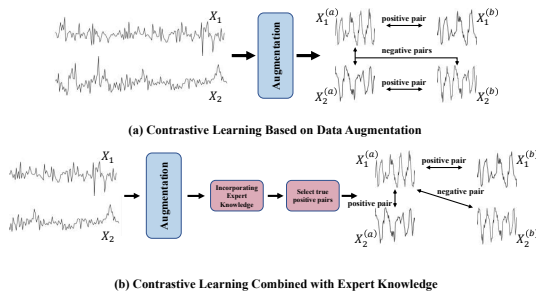 X₁
X₂
Augmentation
X₁⁽ᵃ⁾
positive pair
X₁⁽ᵇ⁾
negative pairs
X₂⁽ᵃ⁾
positive pair
X₂⁽ᵇ⁾
(a) Contrastive Learning Based on Data Augmentation
X₁
X₂
Augmentation
Incorporating
Expert
Knowledge
Select true
positive pairs
X₁⁽ᵃ⁾
positive pair
X₁⁽ᵇ⁾
positive pair
negative pair
X₂⁽ᵃ⁾
X₂⁽ᵇ⁾
(b) Contrastive Learning Combined with Expert Knowledge